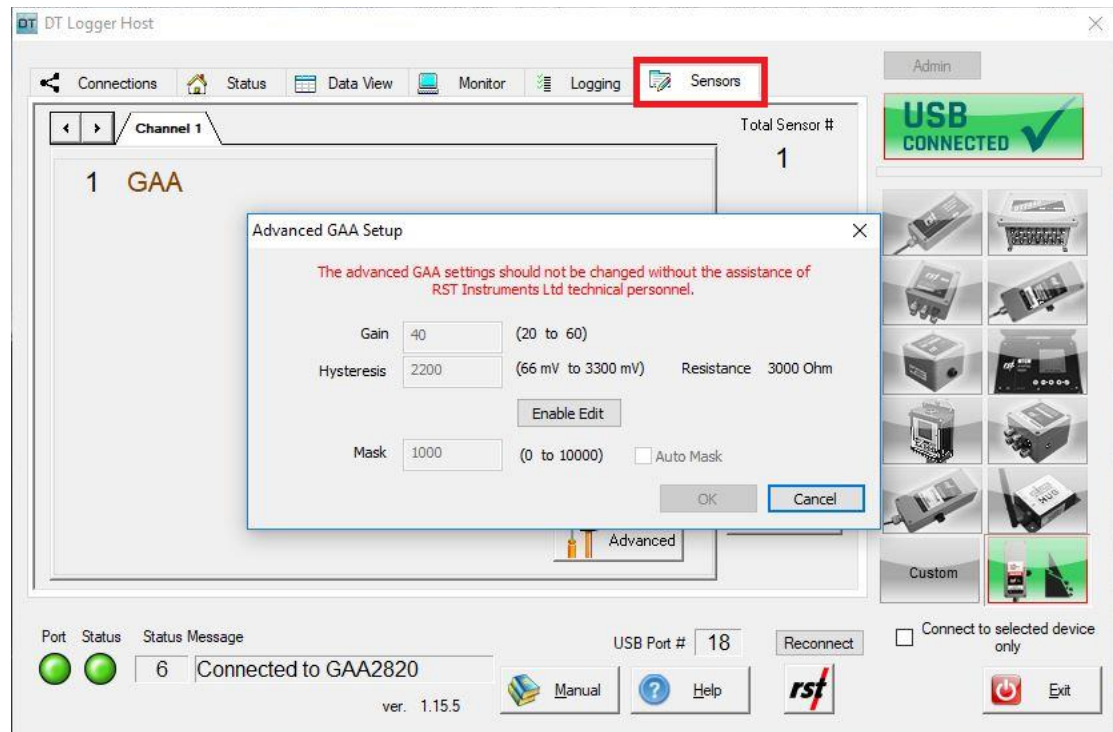 DT DT Logger Host
Admin
Connections Status Data View Monitor Logging Sensors
USB
CONNECTED
Channel 1
Total Sensor #
1
1 GAA
Advanced GAA Setup
The advanced GAA settings should not be changed without the assistance of
RST Instruments Ltd technical personnel.
Gain 40 (20 to 60)
Hysteresis 2200 (66 mV to 3300 mV) Resistance 3000 Ohm
Enable Edit
Mask 1000 (0 to 10000) Auto Mask
OK Cancel
Advanced
Custom
Port Status Status Message
USB Port # 18 Reconnect
Connect to selected device
only
6 Connected to GAA2820
ver. 1.15.5
Manual Help rst Exit